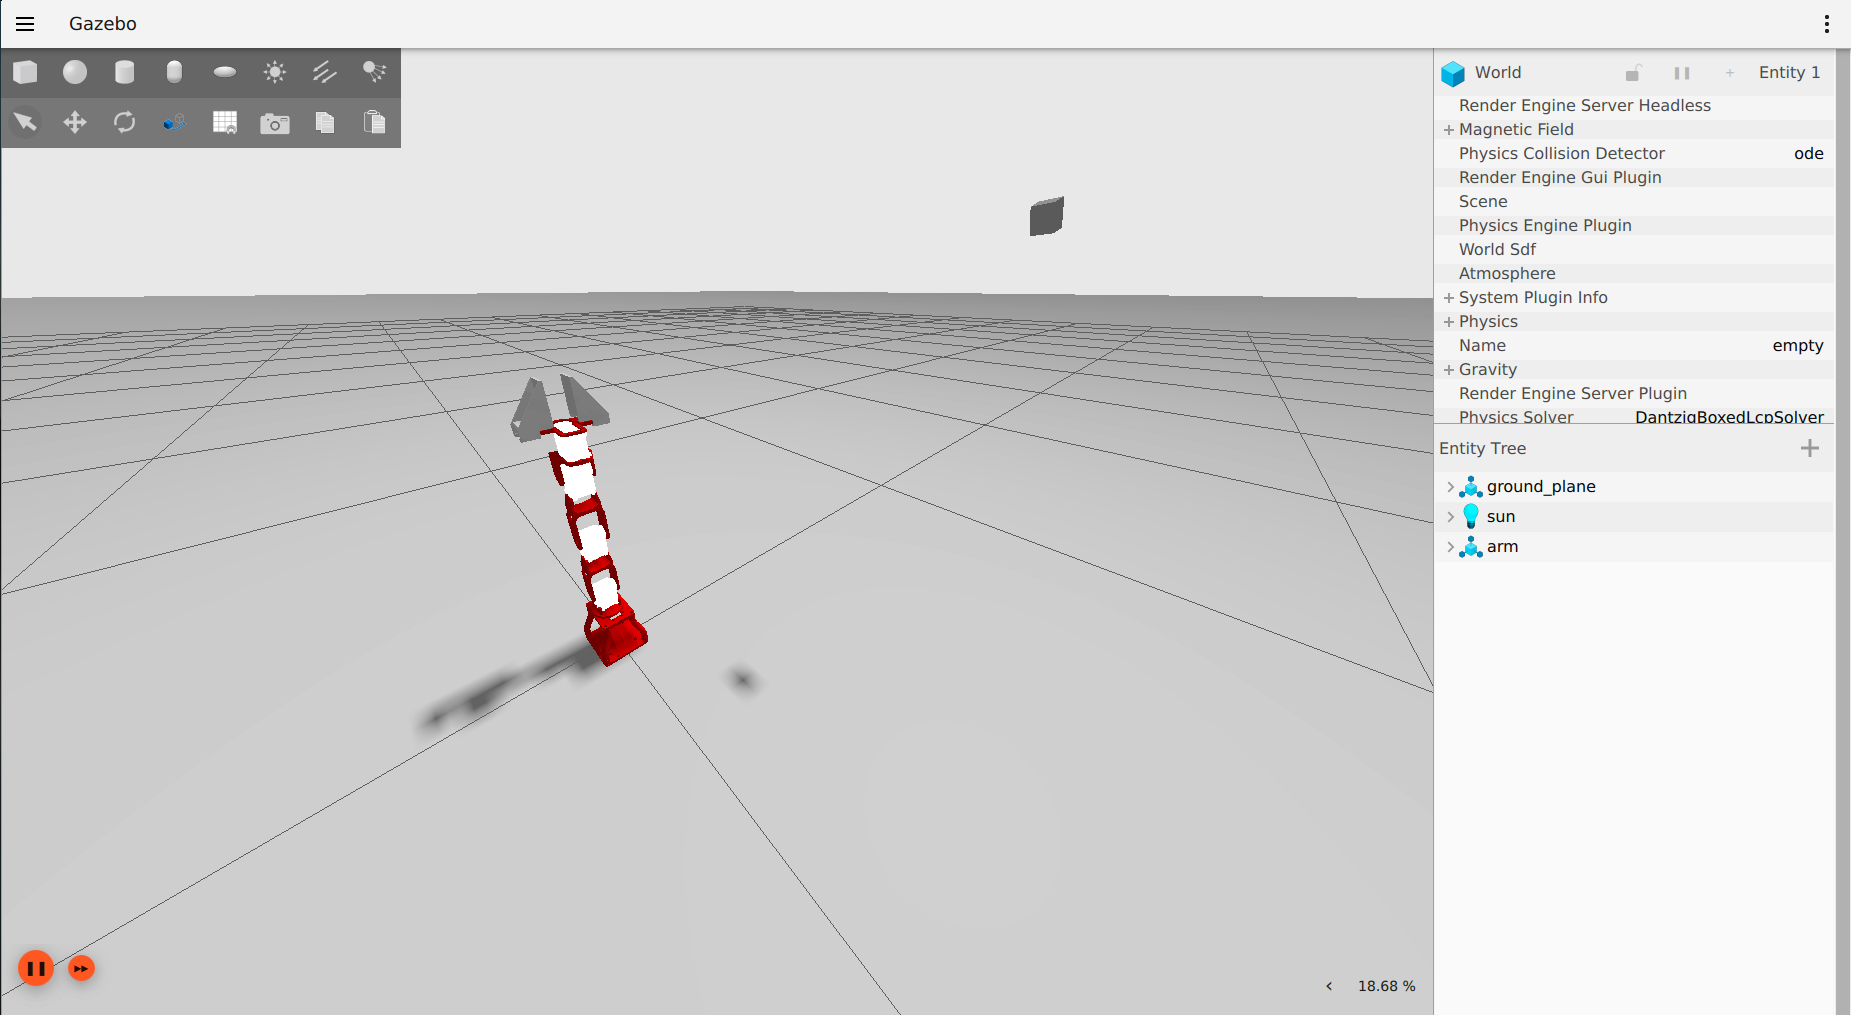 Gazebo
World
Entity 1
Render Engine Server Headless
Magnetic Field
Physics Collision Detector ode
Render Engine Gui Plugin
Scene
Physics Engine Plugin
World Sdf
Atmosphere
System Plugin Info
Physics
Name empty
Gravity
Render Engine Server Plugin
Physics Solver DantzigBoxedLcpSolver
Entity Tree
ground_plane
sun
arm
18.68 %